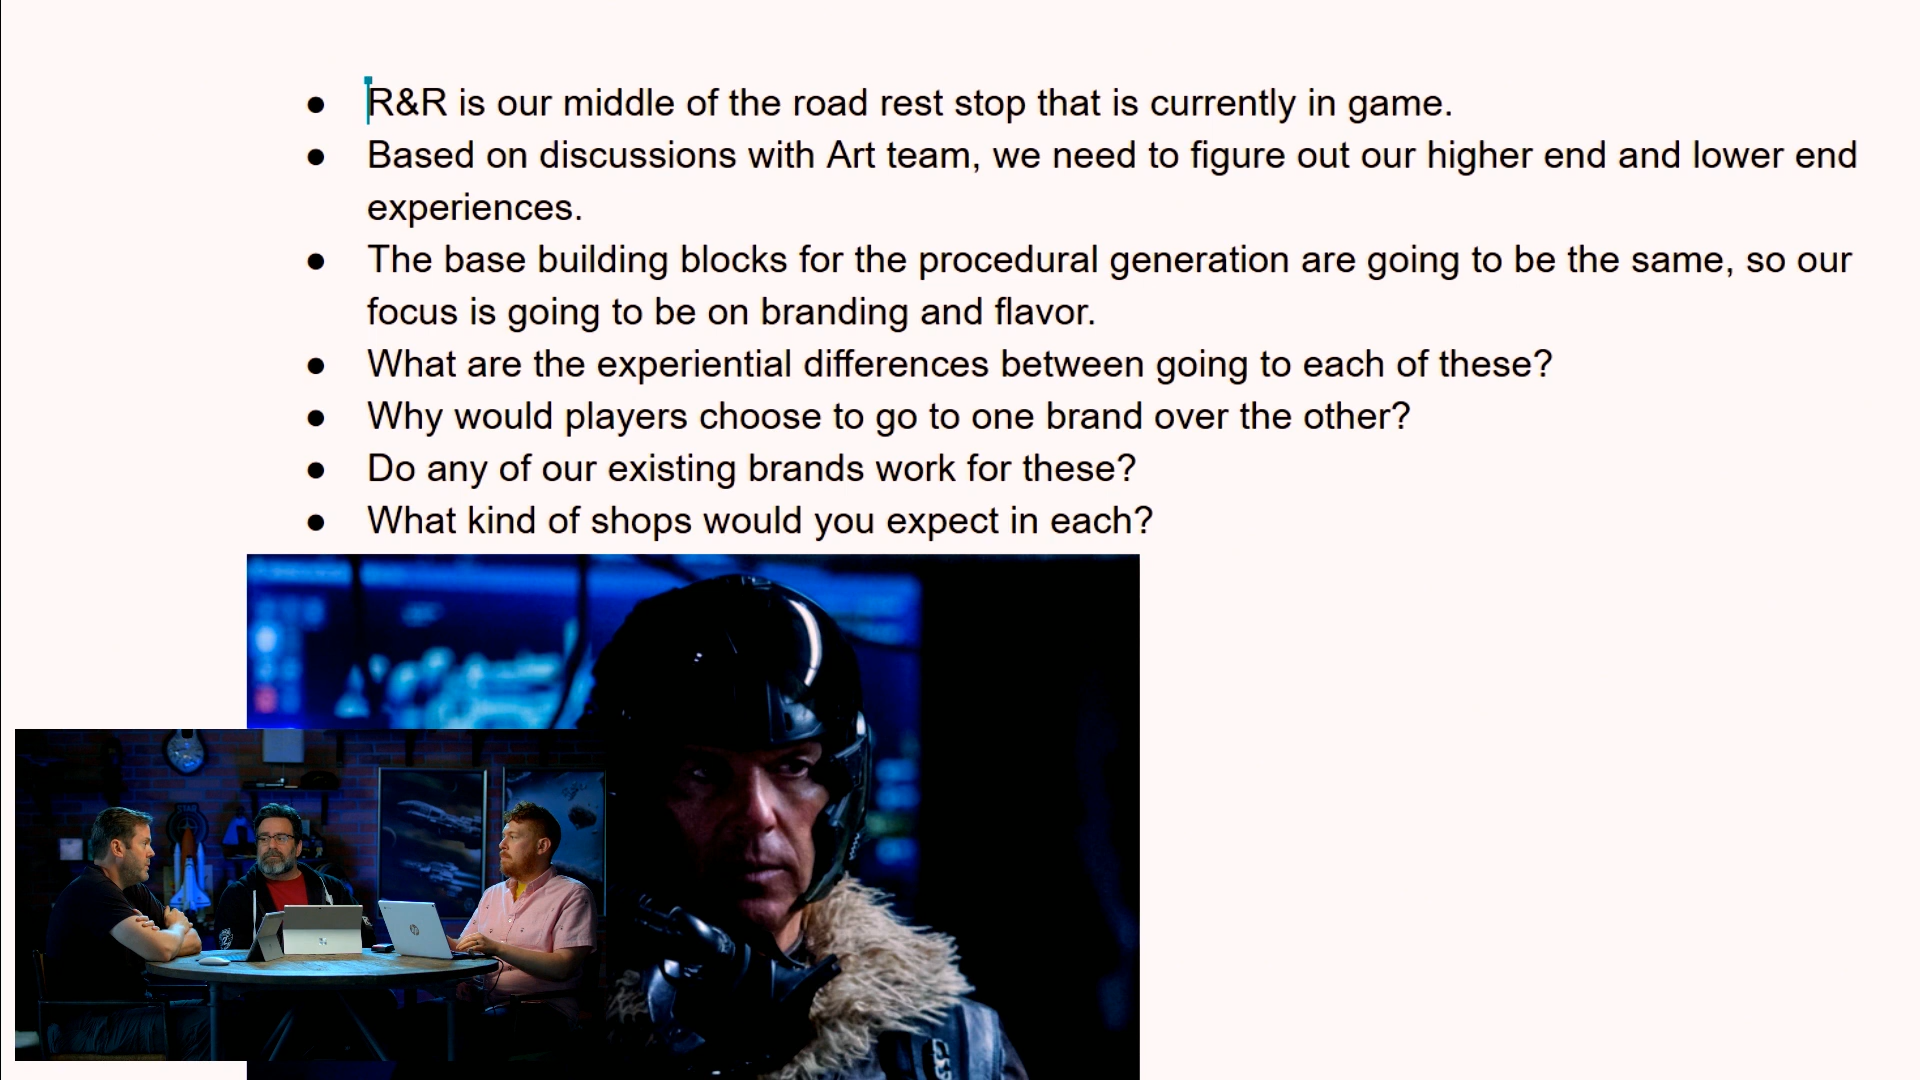 ● R&R is our middle of the road rest stop that is currently in game.
● Based on discussions with Art team, we need to figure out our higher end and lower end
experiences.
● The base building blocks for the procedural generation are going to be the same, so our
focus is going to be on branding and flavor.
● What are the experiential differences between going to each of these?
● Why would players choose to go to one brand over the other?
● Do any of our existing brands work for these?
● What kind of shops would you expect in each?
STAR
hp